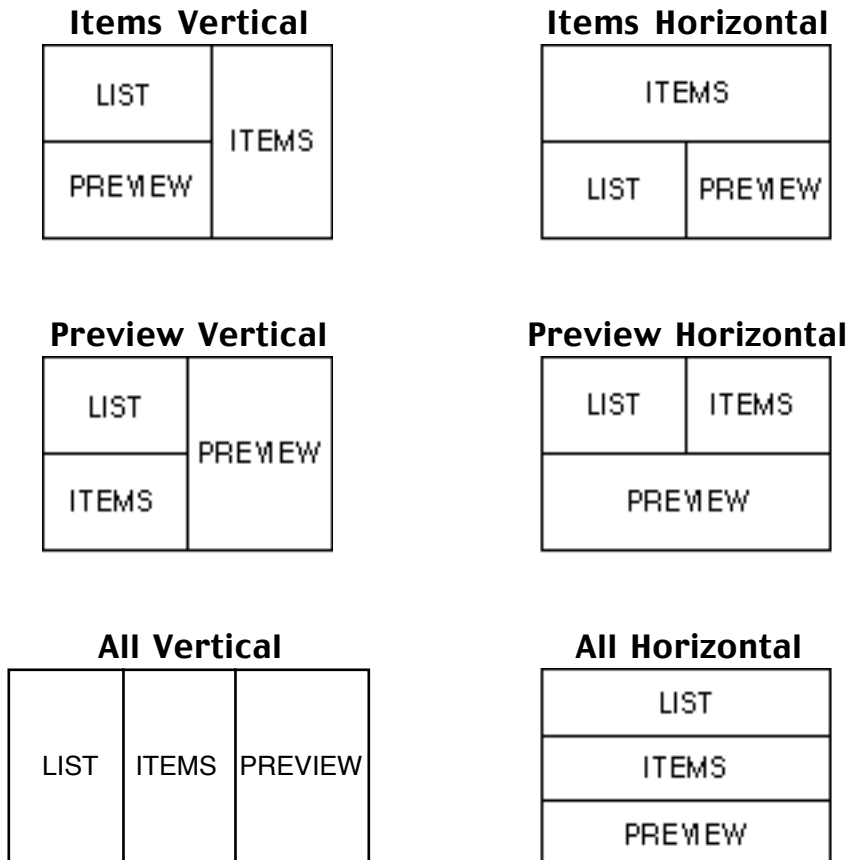 Items Vertical
LIST
ITEMS
PREVIEW
Items Horizontal
ITEMS
LIST PREVIEW
Preview Vertical
LIST
PREVIEW
ITEMS
Preview Horizontal
LIST ITEMS
PREVIEW
All Vertical
LIST ITEMS PREVIEW
All Horizontal
LIST
ITEMS
PREVIEW